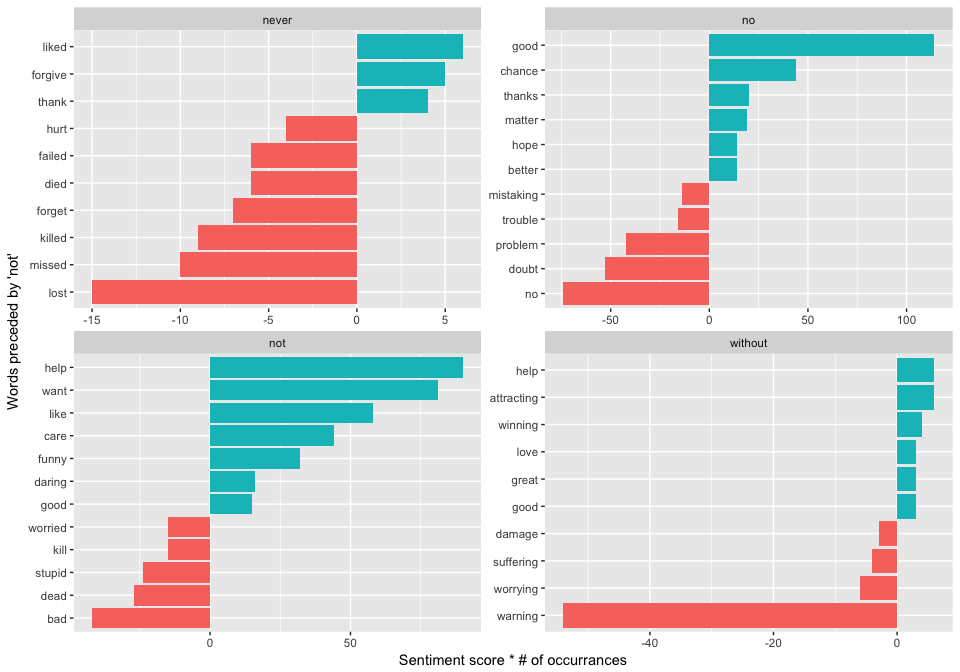 never
liked
forgive
thank
hurt
failed
died
forget
killed
missed
lost
-15 -10 -5 0 5
no
good
chance
thanks
matter
hope
better
mistaking
trouble
problem
doubt
no
-50 0 50 100
not
help
want
like
care
funny
daring
good
worried
kill
stupid
dead
bad
0 50
without
help
attracting
winning
love
great
good
damage
suffering
worrying
warning
-40 -20 0
Words preceded by 'not'
Sentiment score * # of occurrances